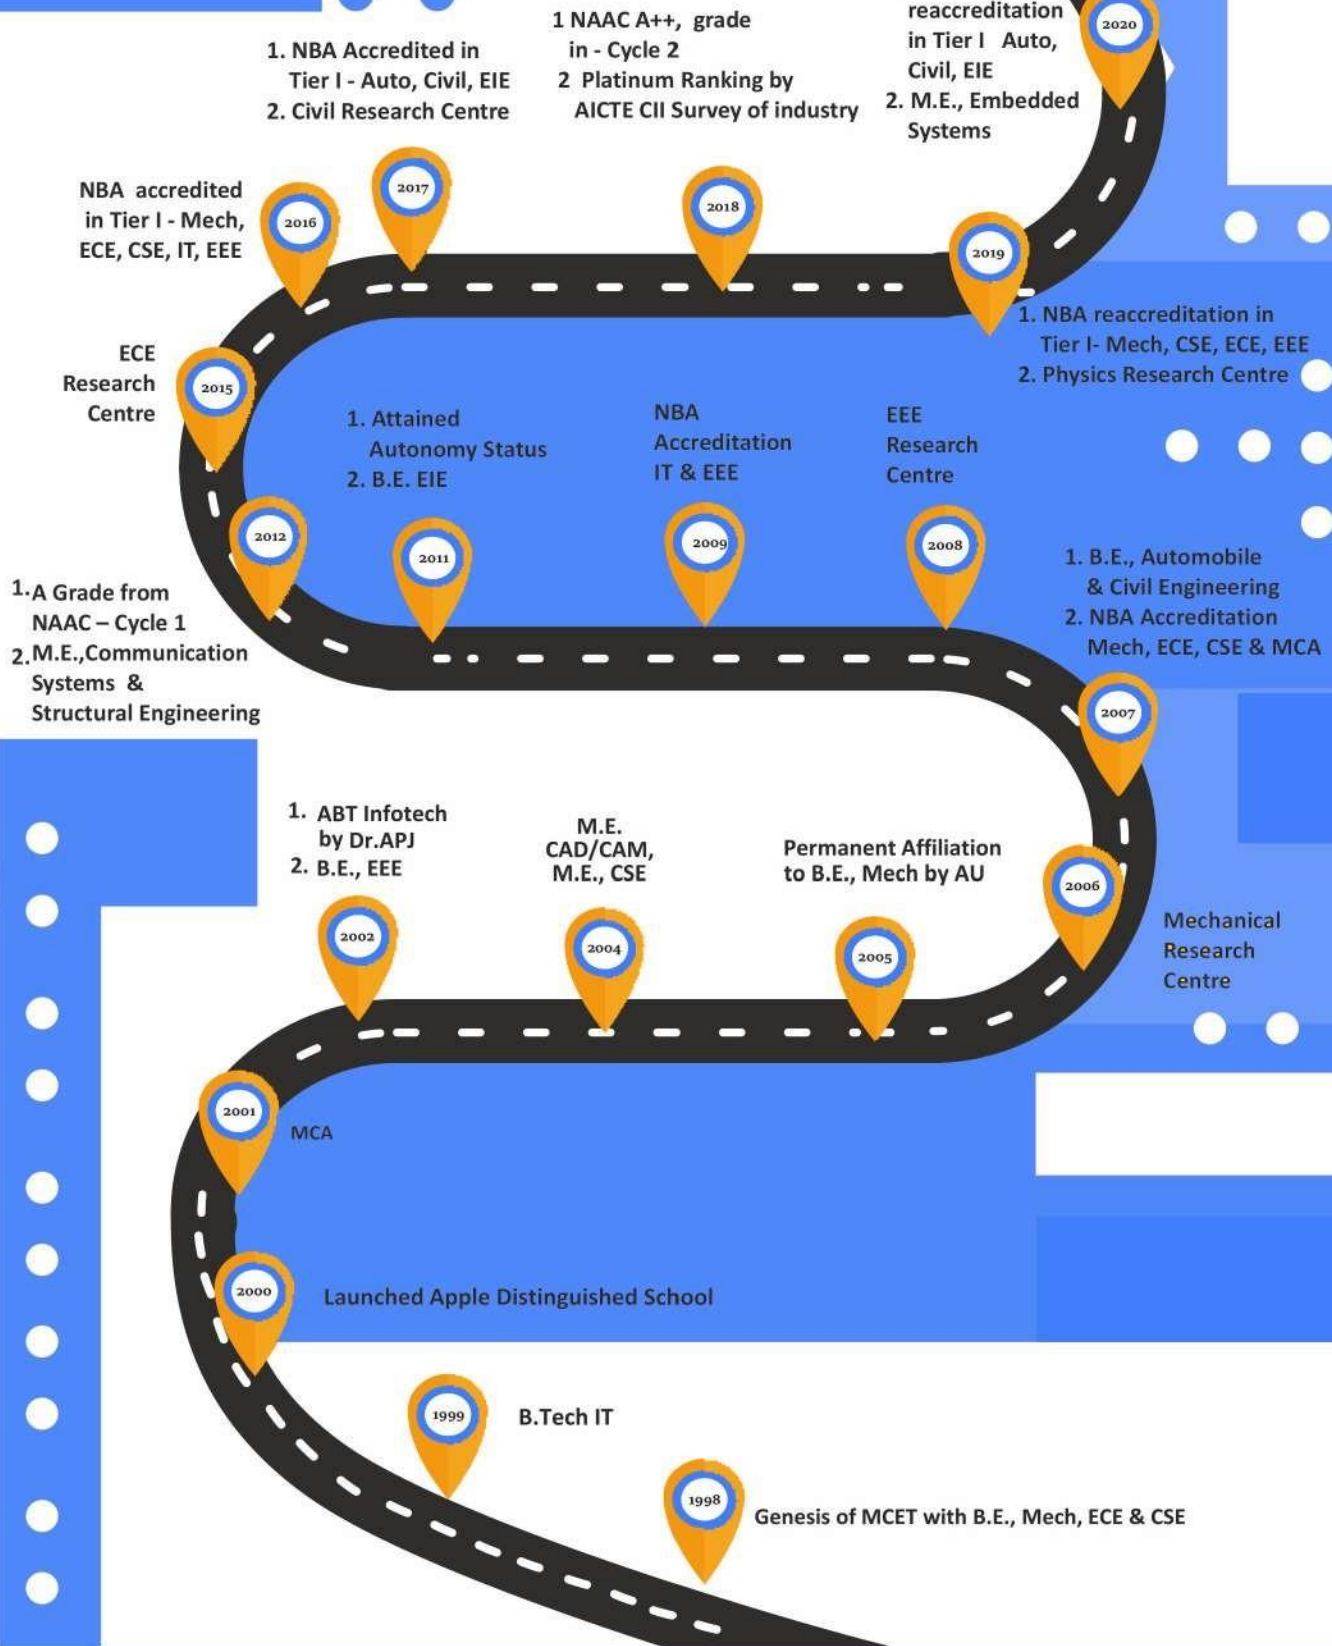 1 NAAC A++, grade
in - Cycle 2
2 Platinum Ranking by
AICTE CII Survey of industry
reaccreditation
in Tier I Auto,
Civil, EIE
2. M.E., Embedded
Systems
2020
1. NBA Accredited in
Tier I - Auto, Civil, EIE
2. Civil Research Centre
NBA accredited
in Tier I - Mech,
ECE, CSE, IT, EEE
2016
2017
2018
2019
1. NBA reaccreditation in
Tier I- Mech, CSE, ECE, EEE
2. Physics Research Centre
ECE
Research
Centre
2015
1. Attained
Autonomy Status
2. B.E. EIE
NBA
Accreditation
IT & EEE
EEE
Research
Centre
2012
2011
2009
2008
1. B.E., Automobile
& Civil Engineering
2. NBA Accreditation
Mech, ECE, CSE & MCA
1.A Grade from
NAAC – Cycle 1
2.M.E.,Communication
Systems &
Structural Engineering
2007
1. ABT Infotech
by Dr.APJ
2. B.E., EEE
M.E.
CAD/CAM,
M.E., CSE
Permanent Affiliation
to B.E., Mech by AU
2006
Mechanical
Research
Centre
2002
2004
2005
2001
MCA
2000
Launched Apple Distinguished School
1999
B.Tech IT
1998
Genesis of MCET with B.E., Mech, ECE & CSE